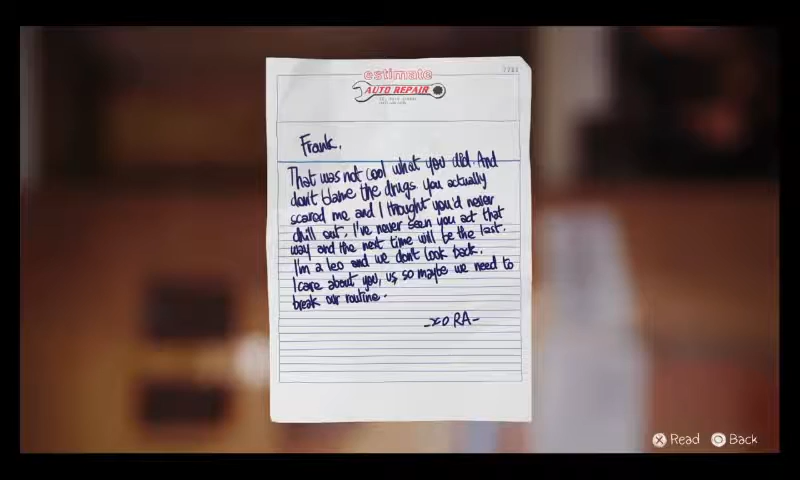 estimate
AUTO REPAIR
Frank.
That was not cool what you did. And
don't blame the drugs. You actually
scared me and I thought you'd never
chill out. I've never seen you act that
way and the next time will be the last.
I'm a leo and we don't look back.
I care about you, us, so maybe we need to
break our routine.
-xo RA-
Read
Back